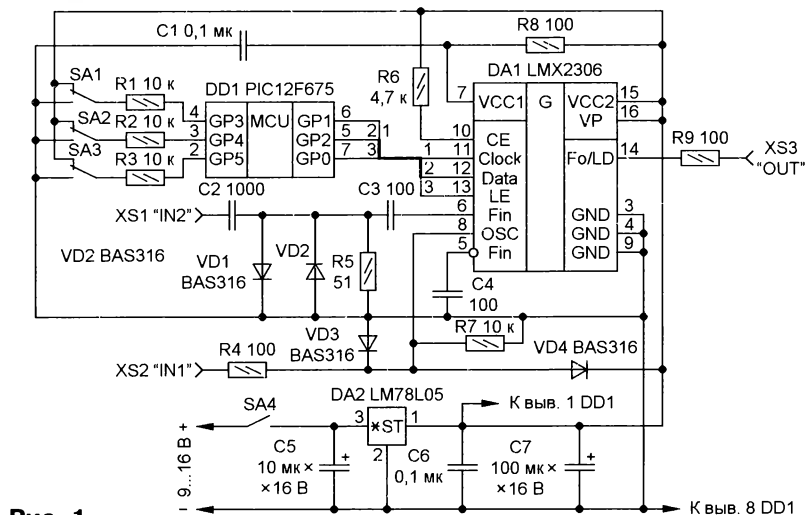 C1 0,1 мк
R8 100
SA1
R1 10 к
DD1 PIC12F675
R6
4,7 к
DA1 LMX2306
7
VCC1
G
VCC2
15
VP
16
SA2
R2 10 к
4
GP3
MCU
GP1
6
3
GP4
GP2
5
2
1
2
GP5
GP0
7
3
SA3
R3 10 к
10
CE
1
11
Clock
2
12
Data
3
13
LE
6
Fin
8
OSC
5
Fin
Fo/LD
14
R9 100
XS3
"OUT"
GND
3
GND
4
GND
9
C2 1000
C3 100
XS1 "IN2"
VD2 BAS316
VD1
BAS316
VD2
R5
51
C4
100
VD3
BAS316
R7 10 к
XS2 "IN1"
R4 100
VD4 BAS316
DA2 LM78L05
SA4
3
*ST
1
2
К выв. 1 DD1
− 9...16 В +
C5
10 мк ×
×16 В
+
C6
0,1 мк
C7
100 мк ×
×16 В
+
К выв. 8 DD1